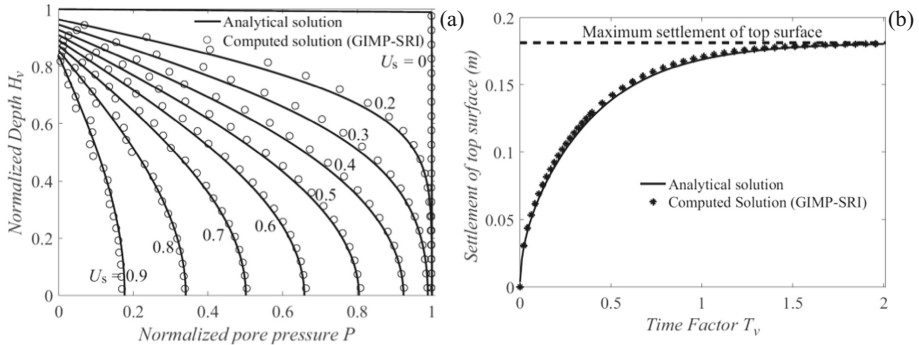 (a)
1
0.8
0.6
0.4
0.2
0
Normalized Depth Hv
Analytical solution
Computed solution (GIMP-SRI)
Us = 0
0.2
0.3
0.4
0.5
0.6
0.7
0.8
Us = 0.9
0
0.2
0.4
0.6
0.8
1
Normalized pore pressure P
(b)
0.2
0.15
0.1
0.05
0
Settlement of top surface (m)
Maximum settlement of top surface
Analytical solution
Computed Solution (GIMP-SRI)
0
0.5
1
1.5
2
Time Factor Tv